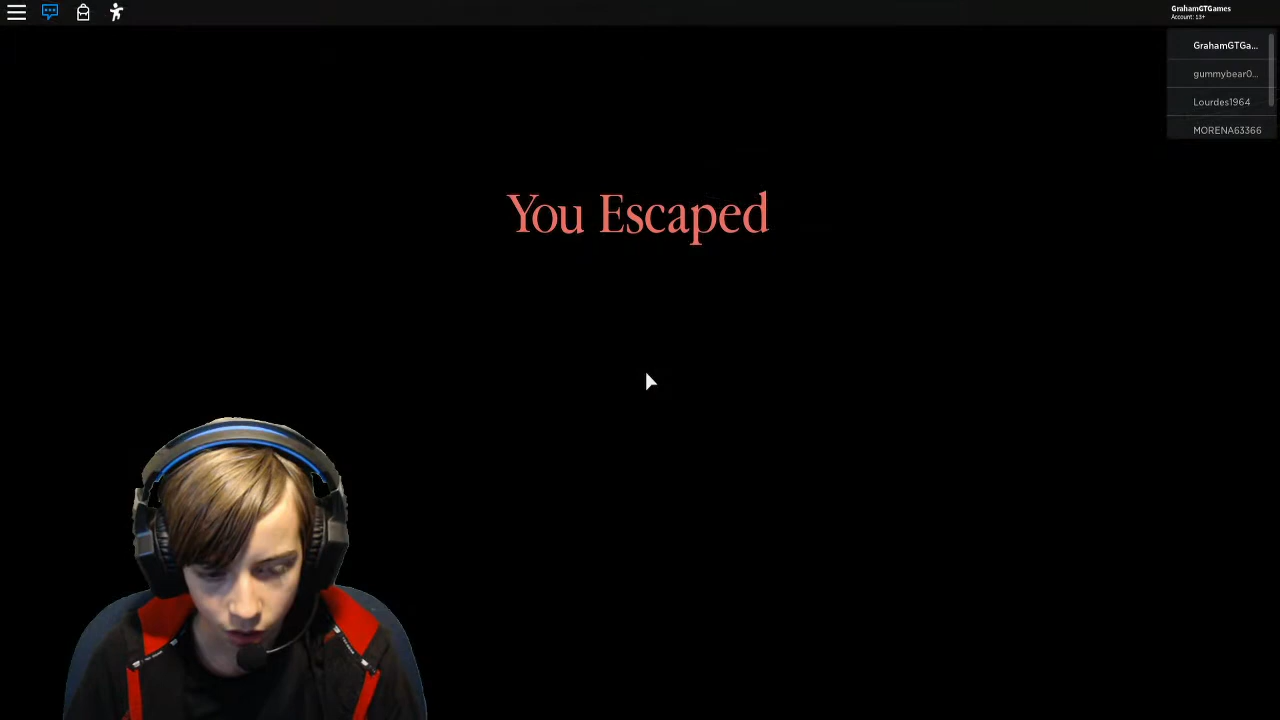 GrahamGTGames
Account: 13+
GrahamGTGa...
gummybear0...
Lourdes1964
MORENA63366
You Escaped